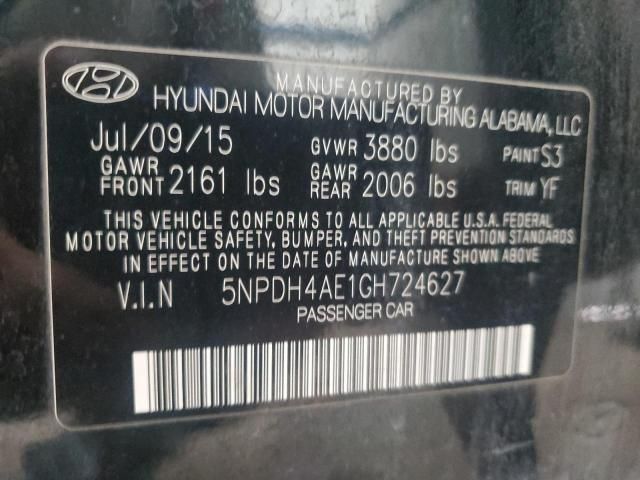 MANUFACTURED BY
HYUNDAI MOTOR MANUFACTURING ALABAMA, LLC
Jul/09/15 GVWR 3880 lbs PAINT S3
GAWR FRONT 2161 lbs GAWR REAR 2006 lbs TRIM YF
THIS VEHICLE CONFORMS TO ALL APPLICABLE U.S.A. FEDERAL
MOTOR VEHICLE SAFETY, BUMPER, AND THEFT PREVENTION STANDARDS
IN EFFECT ON THE DATE OF MANUFACTURE SHOWN ABOVE.
V.I.N 5NPDH4AE1GH724627
PASSENGER CAR